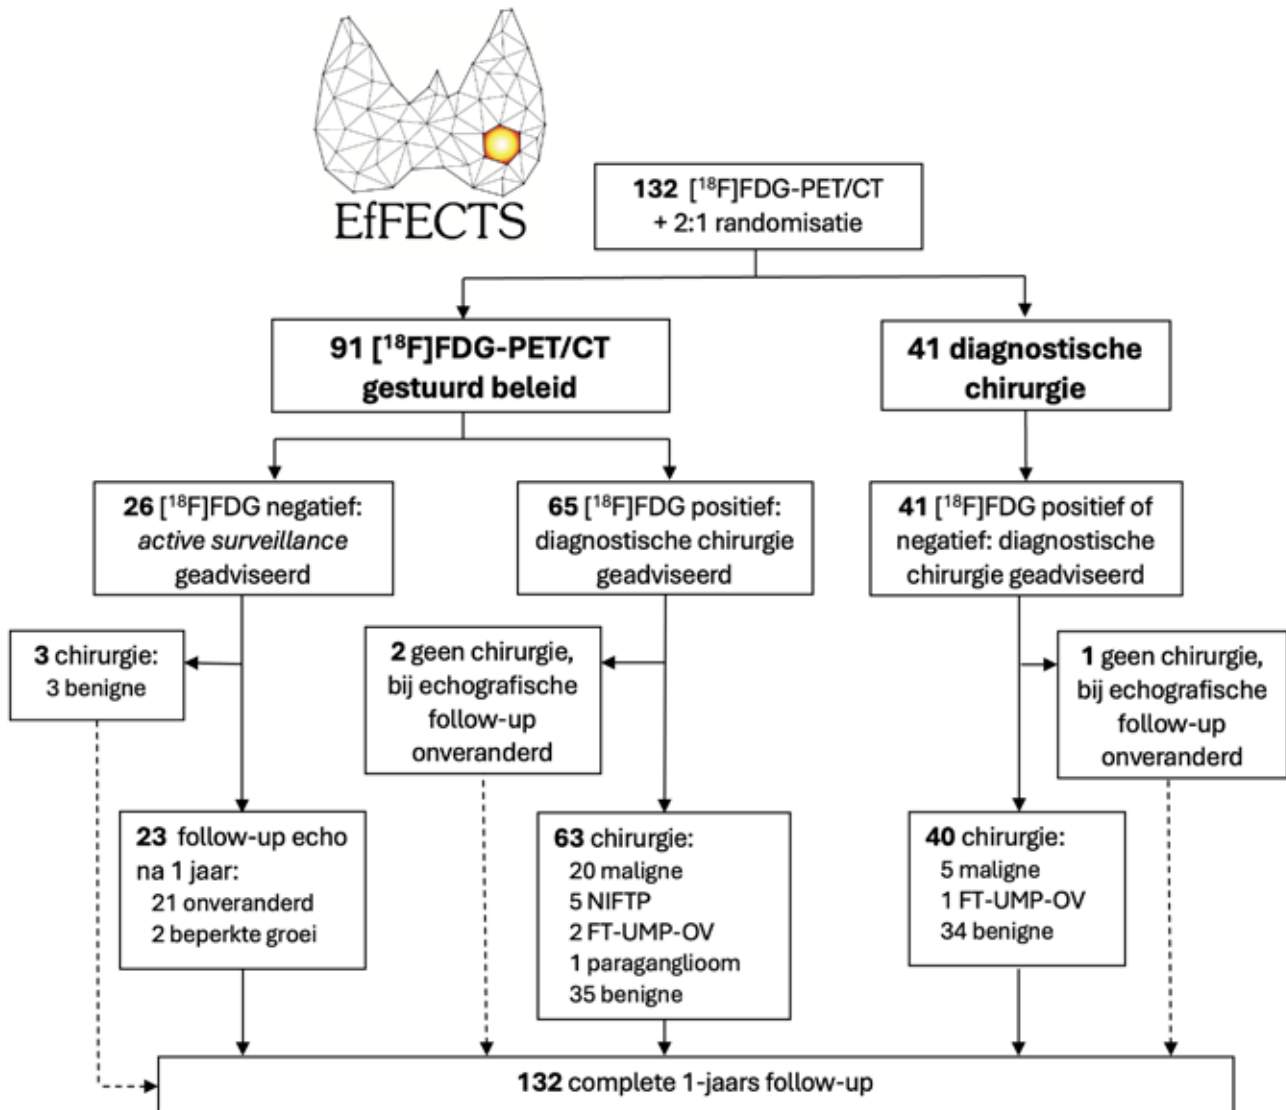 EfFECTS
132 [¹⁸F]FDG-PET/CT
+ 2:1 randomisatie
91 [¹⁸F]FDG-PET/CT
gestuurd beleid
41 diagnostische
chirurgie
26 [¹⁸F]FDG negatief:
active surveillance
geadviseerd
65 [¹⁸F]FDG positief:
diagnostische chirurgie
geadviseerd
41 [¹⁸F]FDG positief of
negatief: diagnostische
chirurgie geadviseerd
3 chirurgie:
3 benigne
2 geen chirurgie,
bij echografische
follow-up
onveranderd
1 geen chirurgie,
bij echografische
follow-up
onveranderd
23 follow-up echo
na 1 jaar:
21 onveranderd
2 beperkte groei
63 chirurgie:
20 maligne
5 NIFTP
2 FT-UMP-OV
1 paraganglioom
35 benigne
40 chirurgie:
5 maligne
1 FT-UMP-OV
34 benigne
132 complete 1-jaars follow-up